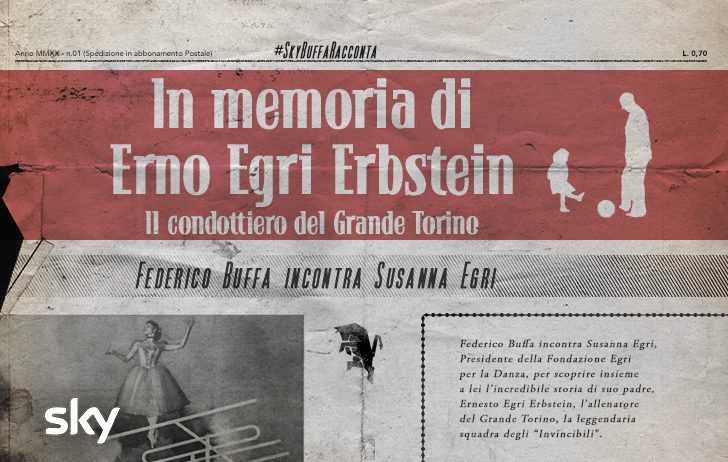 Anno MMXX - n.01 (Spedizione in abbonamento Postale)
#SkyBuffaRacconta
L. 0,70
In memoria di
Erno Egri Erbstein
Il condottiero del Grande Torino
Federico Buffa incontra Susanna Egri
Federico Buffa incontra Susanna Egri,
Presidente della Fondazione Egri
per la Danza, per scoprire insieme
a lei l'incredibile storia di suo padre,
Ernesto Egri Erbstein, l'allenatore
del Grande Torino, la leggendaria
squadra degli "Invincibili".
sky